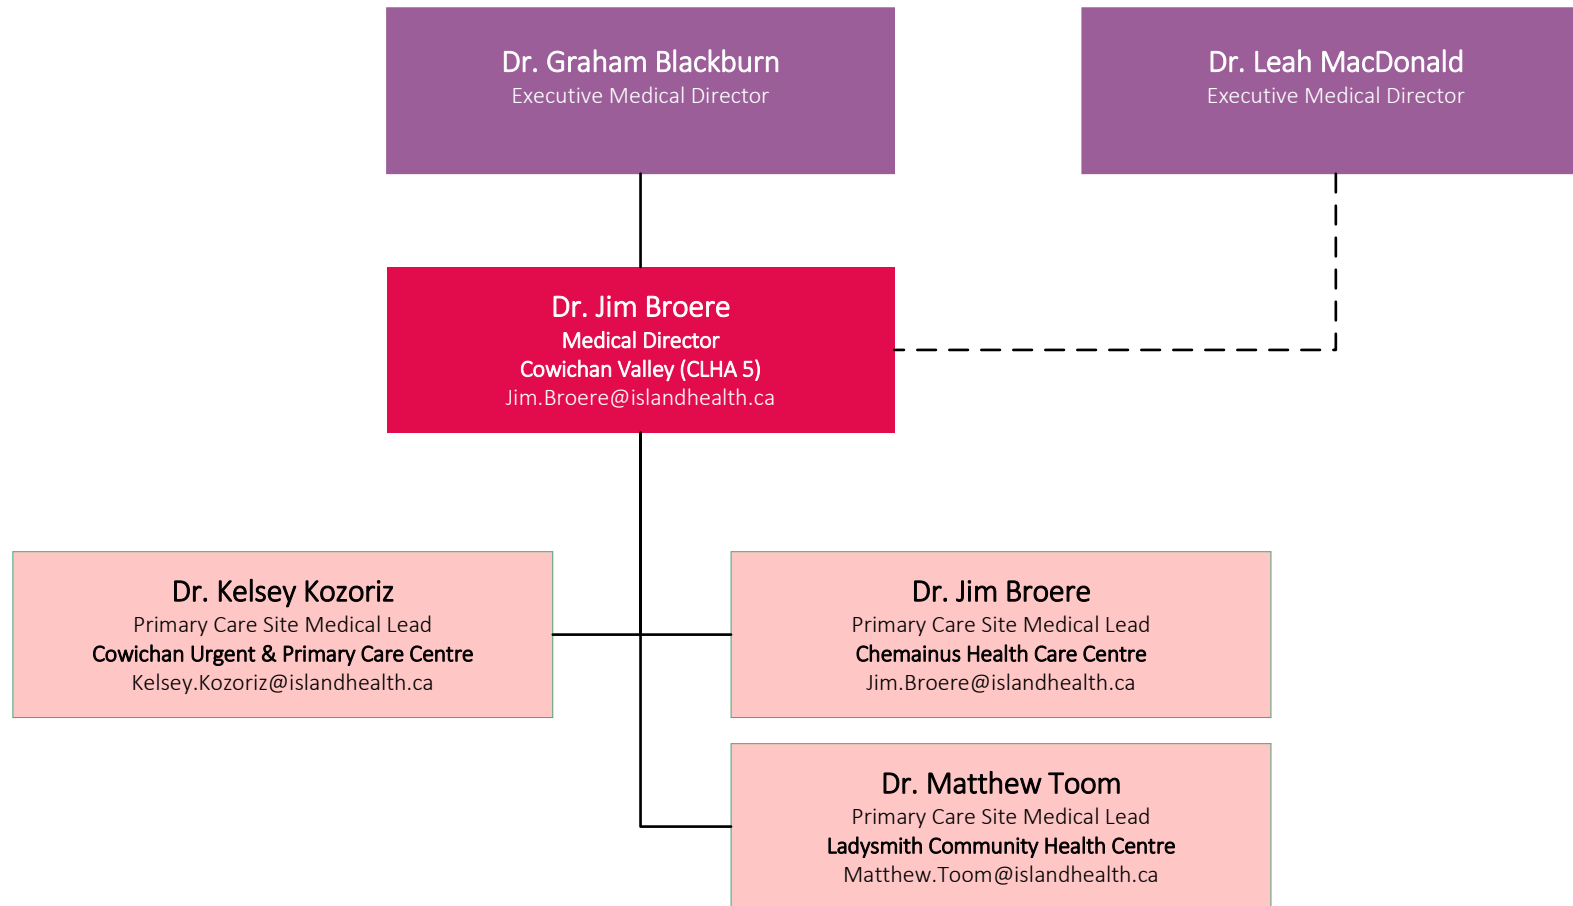 Dr. Graham Blackburn
Executive Medical Director
Dr. Leah MacDonald
Executive Medical Director
Dr. Jim Broere
Medical Director
Cowichan Valley (CLHA 5)
Jim.Broere@islandhealth.ca
Dr. Kelsey Kozoriz
Primary Care Site Medical Lead
Cowichan Urgent & Primary Care Centre
Kelsey.Kozoriz@islandhealth.ca
Dr. Jim Broere
Primary Care Site Medical Lead
Chemainus Health Care Centre
Jim.Broere@islandhealth.ca
Dr. Matthew Toom
Primary Care Site Medical Lead
Ladysmith Community Health Centre
Matthew.Toom@islandhealth.ca